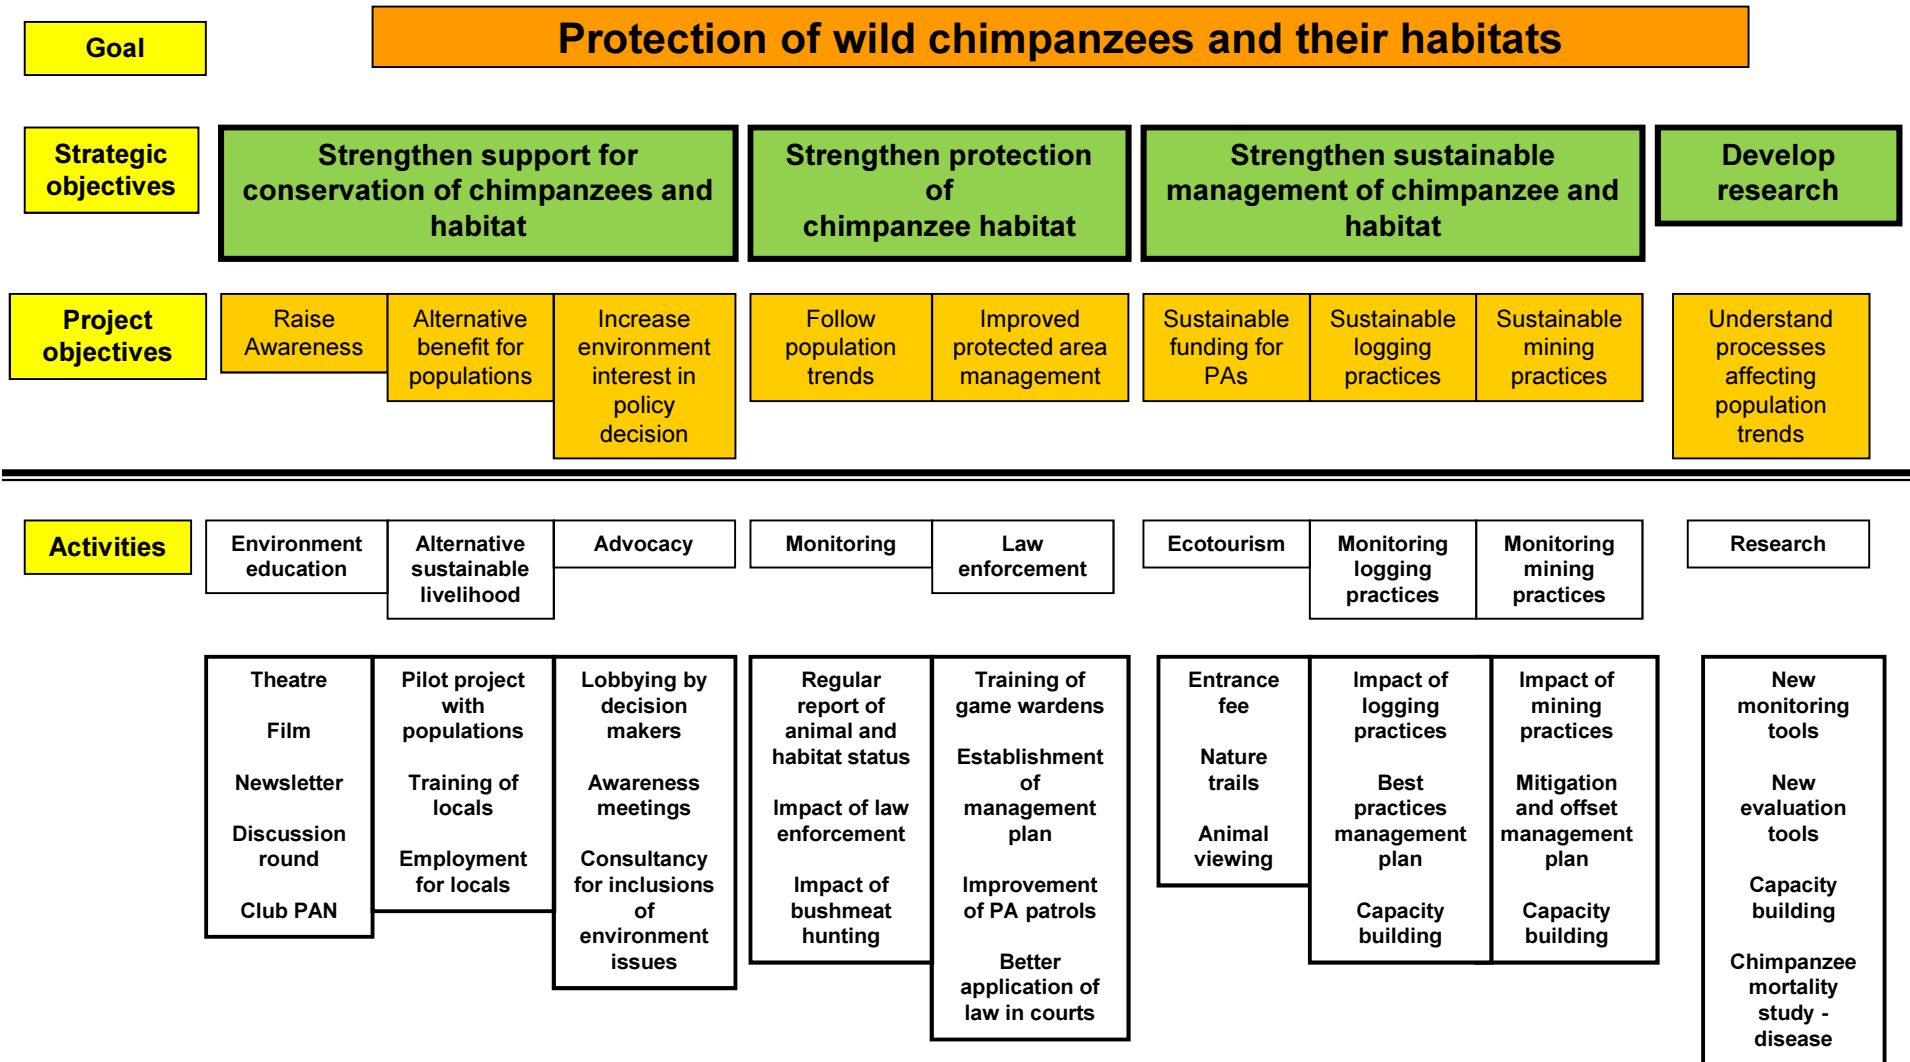 Goal
Protection of wild chimpanzees and their habitats
Strategic
objectives
Strengthen support for
conservation of chimpanzees and
habitat
Strengthen protection
of
chimpanzee habitat
Strengthen sustainable
management of chimpanzee and
habitat
Develop
research
Project
objectives
Raise
Awareness
Alternative
benefit for
populations
Increase
environment
interest in
policy
decision
Follow
population
trends
Improved
protected area
management
Sustainable
funding for
PAs
Sustainable
logging
practices
Sustainable
mining
practices
Understand
processes
affecting
population
trends
Activities
Environment
education
Alternative
sustainable
livelihood
Advocacy
Monitoring
Law
enforcement
Ecotourism
Monitoring
logging
practices
Monitoring
mining
practices
Research
Theatre
Film
Newsletter
Discussion
round
Club PAN
Pilot project
with
populations
Training of
locals
Employment
for locals
Lobbying by
decision
makers
Awareness
meetings
Consultancy
for inclusions
of
environment
issues
Regular
report of
animal and
habitat status
Impact of law
enforcement
Impact of
bushmeat
hunting
Training of
game wardens
Establishment
of
management
plan
Improvement
of PA patrols
Better
application of
law in courts
Entrance
fee
Nature
trails
Animal
viewing
Impact of
logging
practices
Best
practices
management
plan
Capacity
building
Impact of
mining
practices
Mitigation
and offset
management
plan
Capacity
building
New
monitoring
tools
New
evaluation
tools
Capacity
building
Chimpanzee
mortality
study -
disease